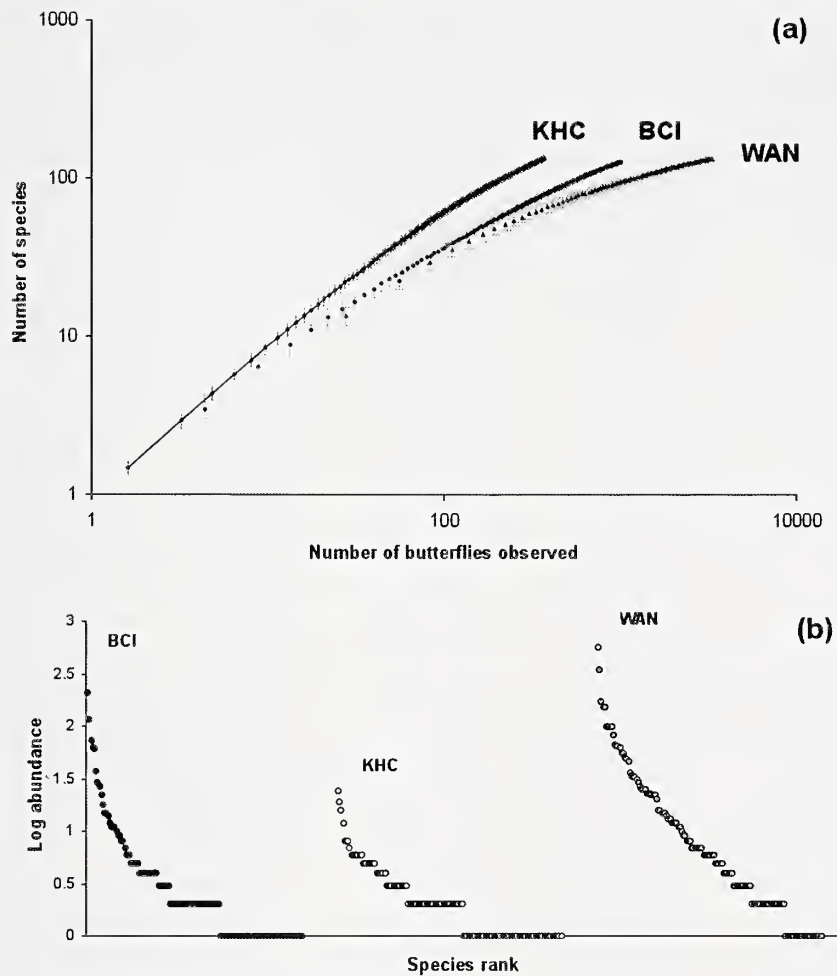 (a)
1000
KHC BCI WAN
100
10
1
1 100 10000
Number of species
Number of butterflies observed
(b)
3
2.5
2
1.5
1
0.5
0
BCI
KHC
WAN
Log abundance
Species rank